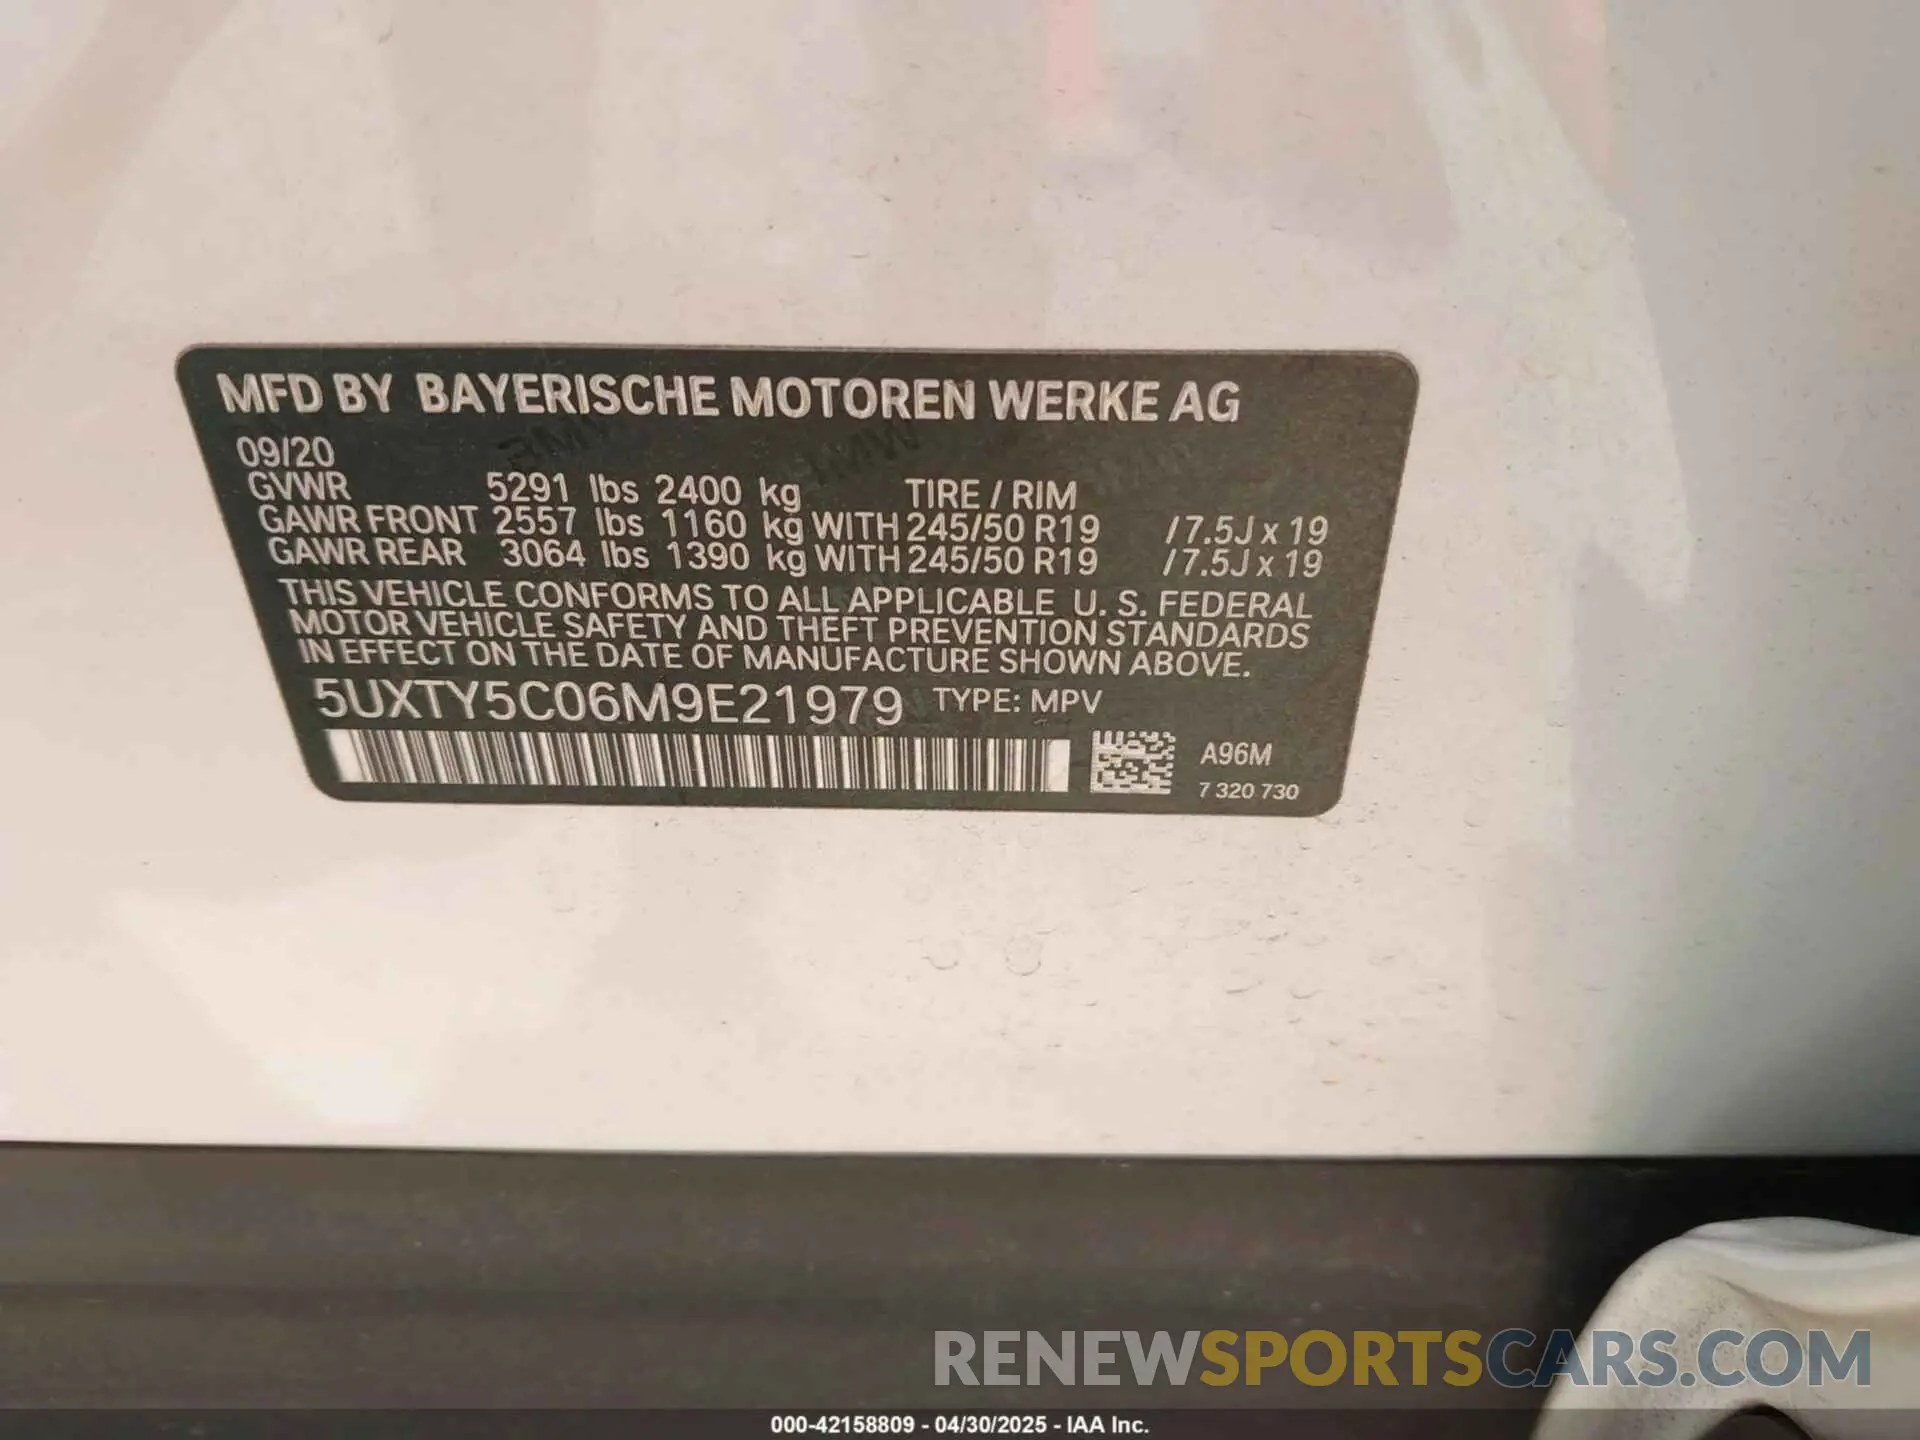 MFD BY BAYERISCHE MOTOREN WERKE AG
09/20
GVWR 5291 lbs 2400 kg TIRE / RIM
GAWR FRONT 2557 lbs 1160 kg WITH 245/50 R19 /7.5J x 19
GAWR REAR 3064 lbs 1390 kg WITH 245/50 R19 /7.5J x 19
THIS VEHICLE CONFORMS TO ALL APPLICABLE U. S. FEDERAL
MOTOR VEHICLE SAFETY AND THEFT PREVENTION STANDARDS
IN EFFECT ON THE DATE OF MANUFACTURE SHOWN ABOVE.
5UXTY5C06M9E21979 TYPE: MPV
A96M
7 320 730
RENEWSPORTSCARS.COM
000-42158809 - 04/30/2025 - IAA Inc.